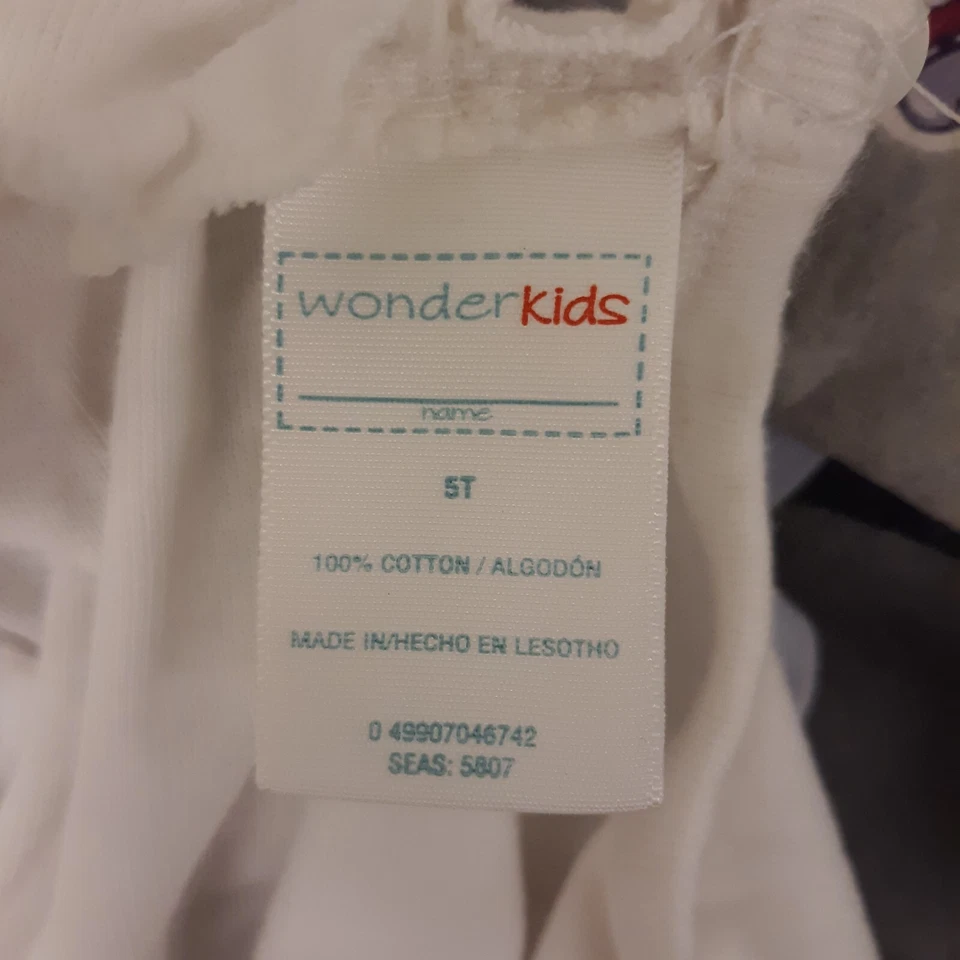 wonderkids
name
5T
100% COTTON / ALGODÓN
MADE IN/HECHO EN LESOTHO
0 49907046742
SEAS: 5807